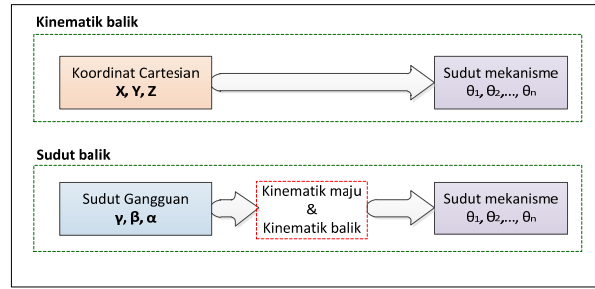 Kinematik balik
Koordinat Cartesian
X, Y, Z
Sudut mekanisme
θ₁, θ₂,..., θₙ
Sudut balik
Sudut Gangguan
γ, β, α
Kinematik maju
&
Kinematik balik
Sudut mekanisme
θ₁, θ₂,..., θₙ